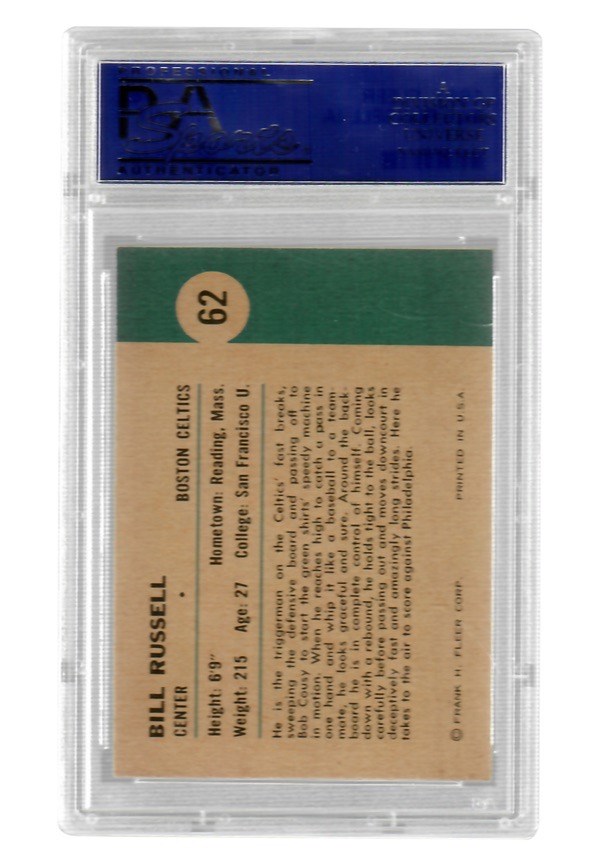 PROFESSIONAL
PSA
Sports
AUTHENTICATOR
A
DIVISION OF
COLLECTORS
UNIVERSE
62
BILL RUSSELL
CENTER • BOSTON CELTICS
Height: 6'9" Hometown: Reading, Mass.
Weight: 215 Age: 27 College: San Francisco U.
He is the triggerman on the Celtics' fast breaks,
sweeping the defensive board and passing off to
Bob Cousy to start the green shirts' speedy machine
in motion. When he reaches high to catch a pass in
one hand and whip it like a baseball to a team-
mate, he looks graceful and sure. Around the back-
board he is in complete control of himself. Coming
down with a rebound, he holds tight to the ball, looks
carefully before passing out and moves downcourt in
deceptively fast and amazingly long strides. Here he
takes to the air to score against Philadelphia.
© FRANK H. FLEER CORP. PRINTED IN U.S.A.